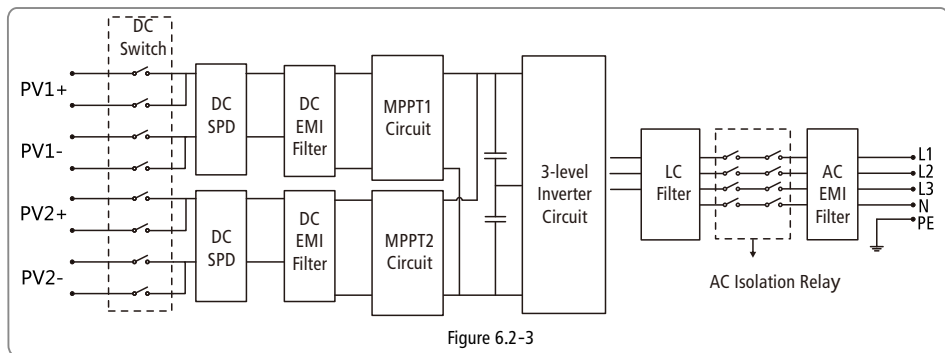 DC
Switch
PV1+
PV1-
PV2+
PV2-
DC
SPD
DC
SPD
DC
EMI
Filter
DC
EMI
Filter
MPPT1
Circuit
MPPT2
Circuit
3-level
Inverter
Circuit
LC
Filter
AC Isolation Relay
AC
EMI
Filter
L1
L2
L3
N
PE
Figure 6.2-3